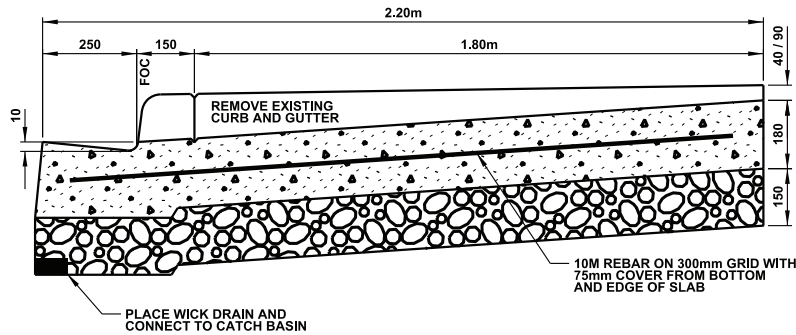 2.20m
250
150
1.80m
40 / 90
FOC
10
REMOVE EXISTING
CURB AND GUTTER
180
150
10M REBAR ON 300mm GRID WITH
75mm COVER FROM BOTTOM
AND EDGE OF SLAB
PLACE WICK DRAIN AND
CONNECT TO CATCH BASIN